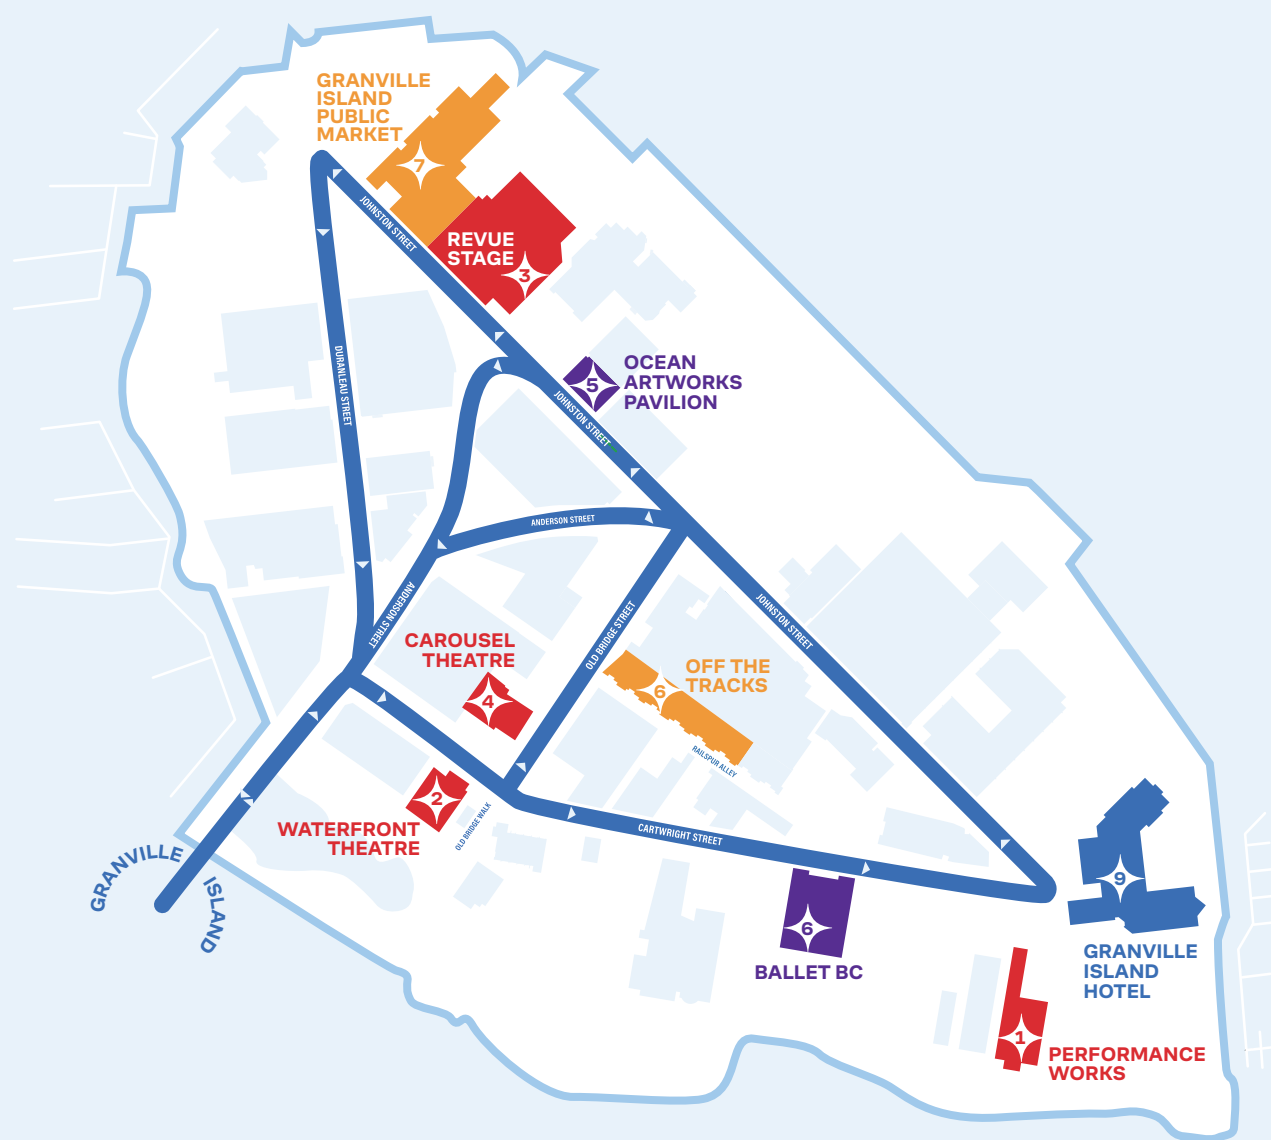 GRANVILLE
ISLAND
PUBLIC
MARKET
7
JOHNSTON STREET
REVUE
STAGE
3
DURANLEAU STREET
OCEAN
ARTWORKS
PAVILION
5
JOHNSTON STREET
ANDERSON STREET
ANDERSON STREET
OLD BRIDGE STREET
JOHNSTON STREET
CAROUSEL
THEATRE
4
OFF THE
TRACKS
6
RAILSPUR ALLEY
2
WATERFRONT
THEATRE
OLD BRIDGE WALK
CARTWRIGHT STREET
GRANVILLE
ISLAND
6
BALLET BC
9
GRANVILLE
ISLAND
HOTEL
1
PERFORMANCE
WORKS